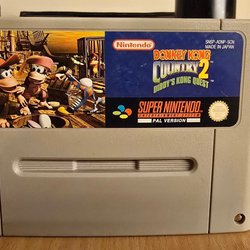 SNSP-ADNP-SCN
MADE IN JAPAN
Nintendo
DONKEY KONG
COUNTRY 2
DIDDY'S KONG QUEST
SUPER NINTENDO
ENTERTAINMENT SYSTEM
PAL VERSION